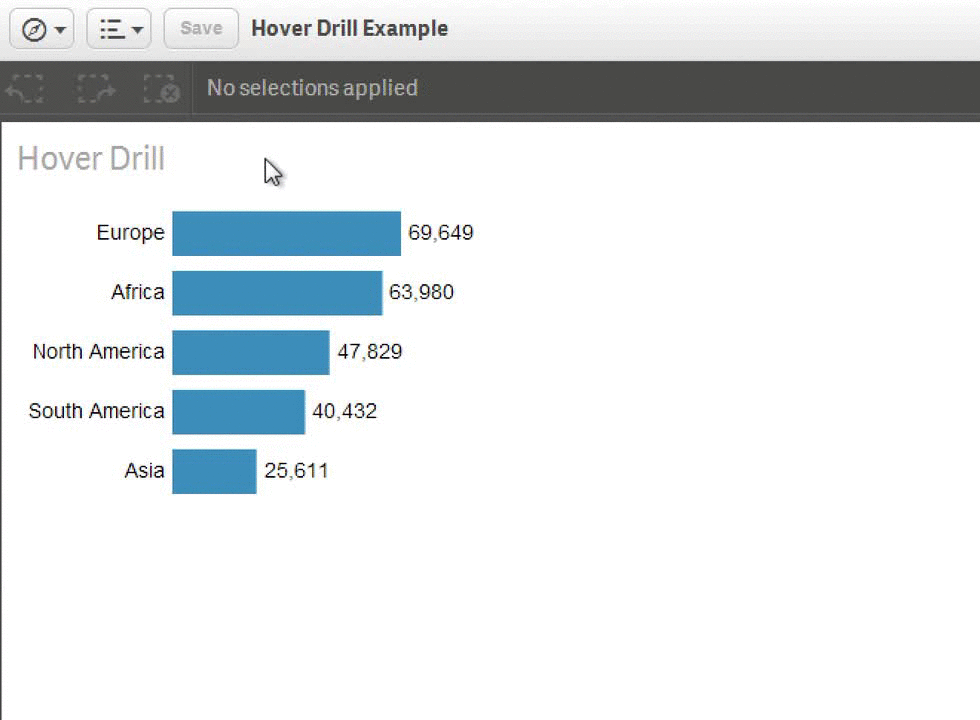 Save Hover Drill Example
No selections applied
Hover Drill
Europe 69,649
Africa 63,980
North America 47,829
South America 40,432
Asia 25,611